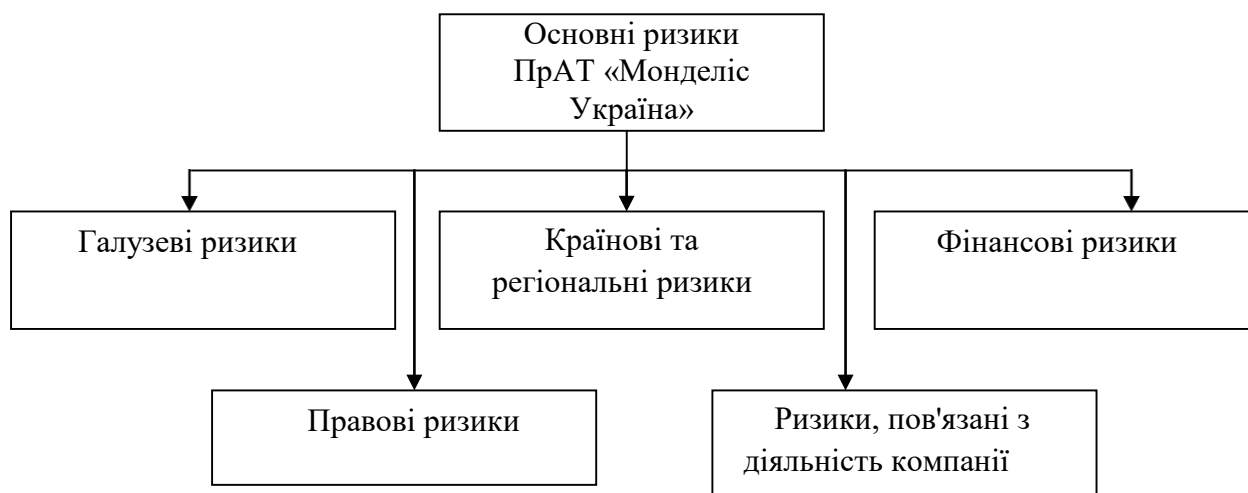 Основні ризики
ПрАТ «Монделіс
Україна»
Галузеві ризики
Країнові та
регіональні ризики
Фінансові ризики
Правові ризики
Ризики, пов'язані з
діяльність компанії